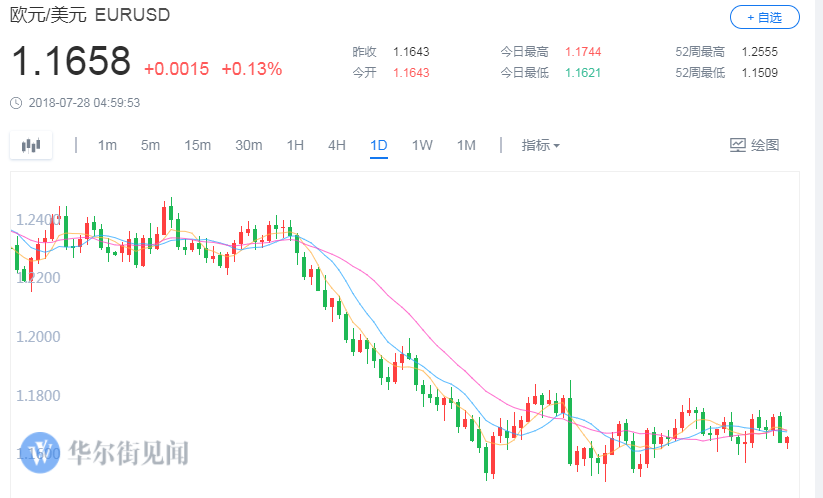 欧元/美元 EURUSD
+ 自选
1.1658 +0.0015 +0.13%
昨收 1.1643 今日最高 1.1744 52周最高 1.2555
今开 1.1643 今日最低 1.1621 52周最低 1.1509
2018-07-28 04:59:53
1m 5m 15m 30m 1H 4H 1D 1W 1M 指标 绘图
1.2400
1.2200
1.2000
1.1800
1.1600
华尔街见闻